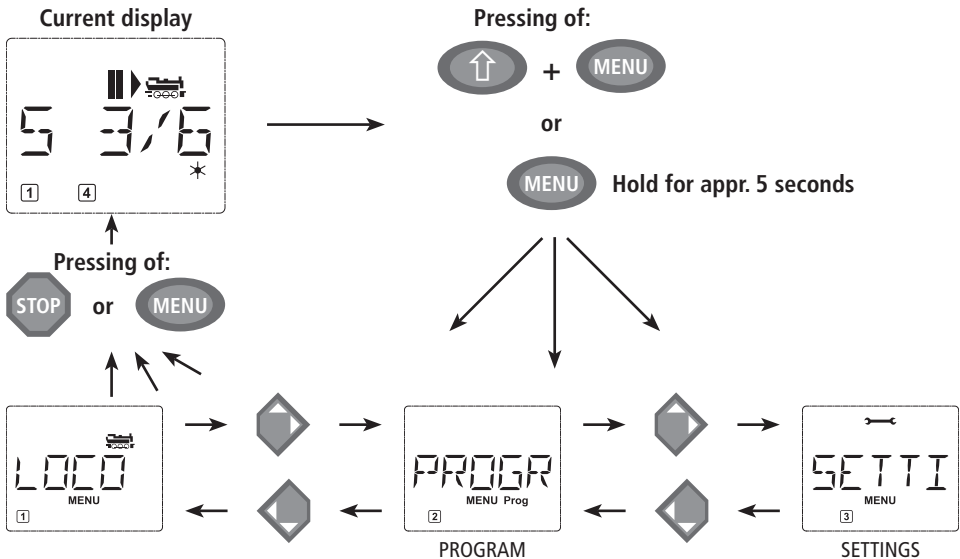 Current display
Pressing of:
+ MENU
S 3/6
or
1 4
MENU Hold for appr. 5 seconds
Pressing of:
STOP or MENU
LOCO
MENU
1
PROGR
MENU Prog
2
PROGRAM
SETTI
MENU
3
SETTINGS